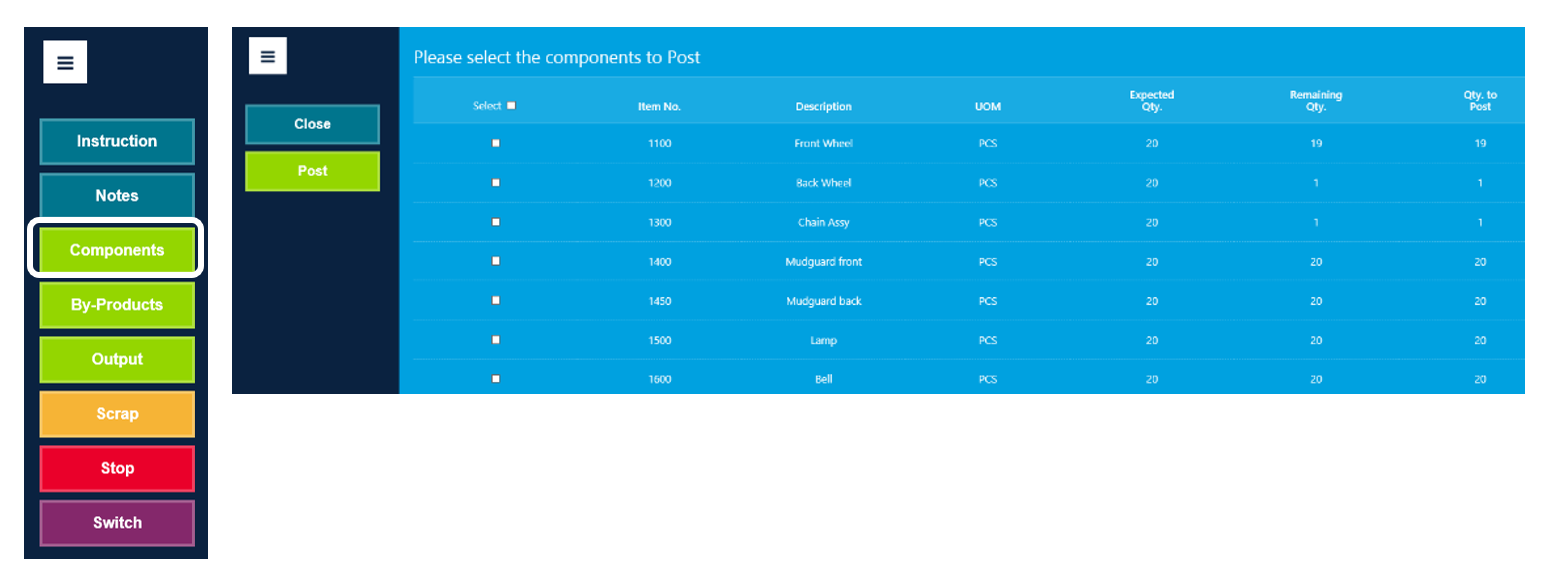 Instruction
Notes
Components
By-Products
Output
Scrap
Stop
Switch
Close
Post
Please select the components to Post
Select Item No. Description UOM Expected Qty. Remaining Qty. Qty. to Post
1100 Front Wheel PCS 20 19 19
1200 Back Wheel PCS 20 1 1
1300 Chain Assy PCS 20 1 1
1400 Mudguard front PCS 20 20 20
1450 Mudguard back PCS 20 20 20
1500 Lamp PCS 20 20 20
1600 Bell PCS 20 20 20